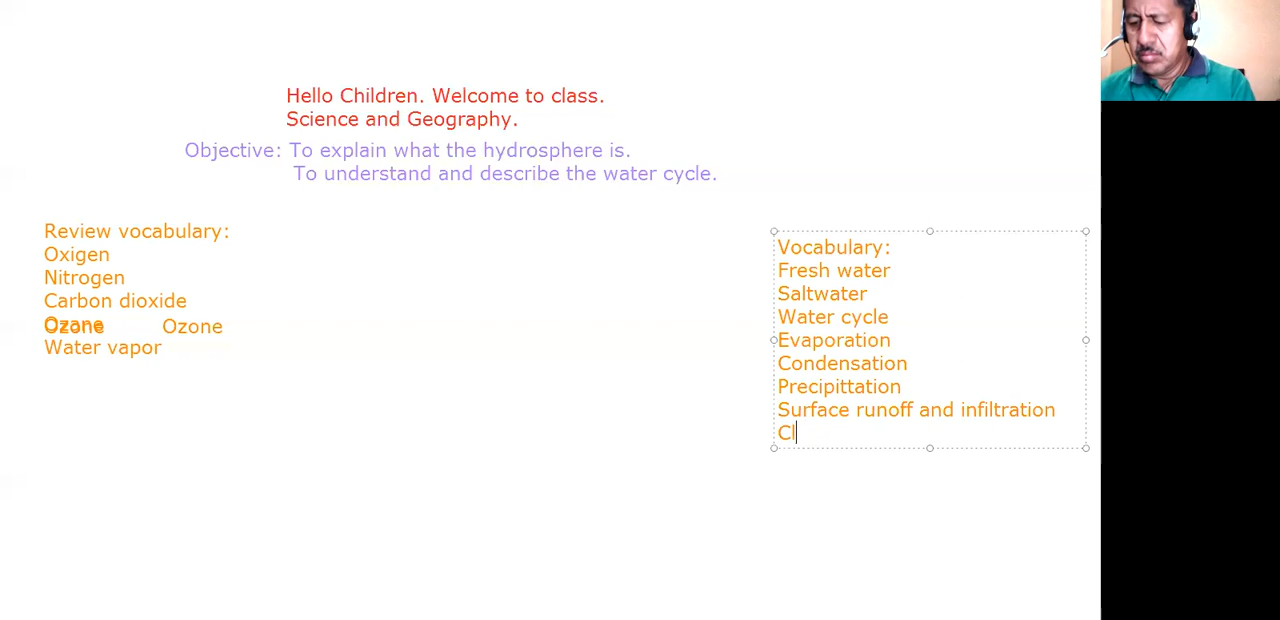 Hello Children. Welcome to class.
Science and Geography.
Objective: To explain what the hydrosphere is.
To understand and describe the water cycle.
Review vocabulary:
Oxigen
Nitrogen
Carbon dioxide
Ozone Ozone
Water vapor
Vocabulary:
Fresh water
Saltwater
Water cycle
Evaporation
Condensation
Precipittation
Surface runoff and infiltration
Cl